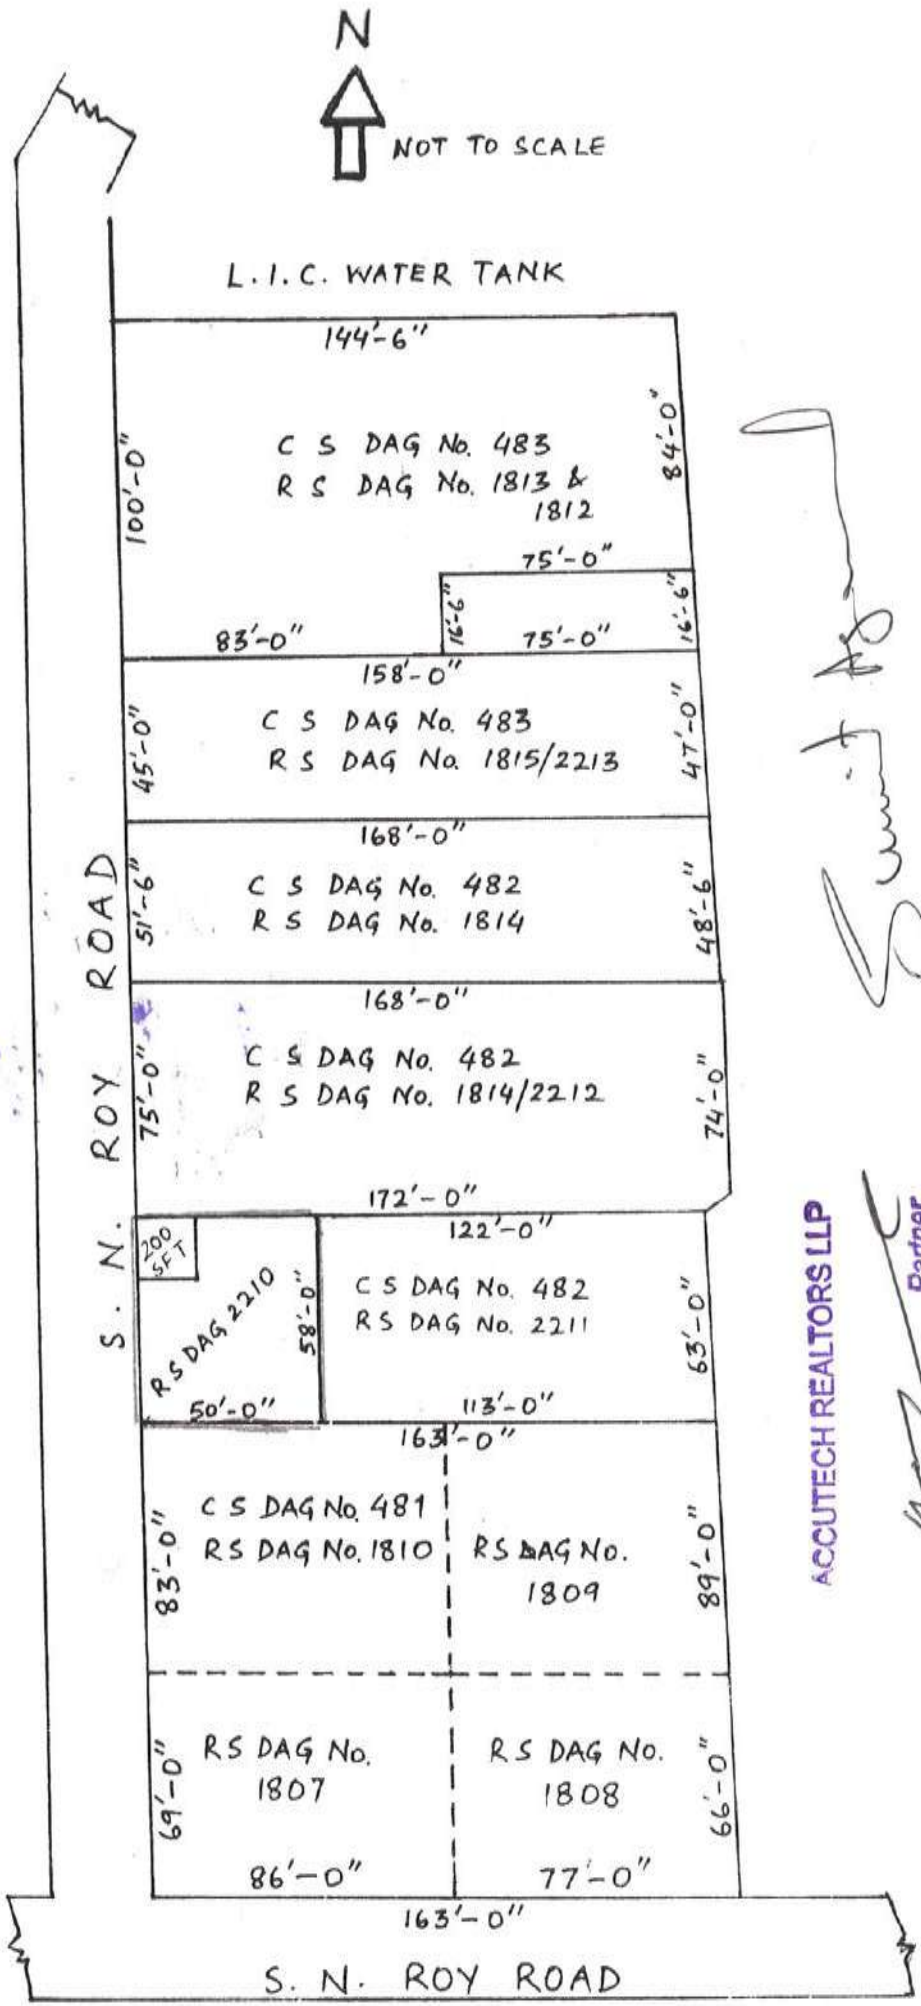 N
NOT TO SCALE
L.I.C. WATER TANK
144'-6"
100'-0"
84'-0"
C S DAG No. 483
R S DAG No. 1813 &
1812
75'-0"
16'-6"
16'-6"
83'-0"
75'-0"
158'-0"
45'-0"
47'-0"
C S DAG No. 483
R S DAG No. 1815/2213
168'-0"
51'-6"
48'-6"
C S DAG No. 482
R S DAG No. 1814
168'-0"
75'-0"
74'-0"
C S DAG No. 482
R S DAG No. 1814/2212
172'-0"
S. N. ROY ROAD
200
SFT
RS DAG 2210
58'-0"
50'-0"
122'-0"
C S DAG No. 482
RS DAG No. 2211
63'-0"
113'-0"
163'-0"
83'-0"
C S DAG No. 481
RS DAG No. 1810
RS DAG No.
1809
89'-0"
69'-0"
RS DAG No.
1807
RS DAG No.
1808
66'-0"
86'-0"
77'-0"
163'-0"
S. N. ROY ROAD
ACCUTECH REALTORS LLP
Partner